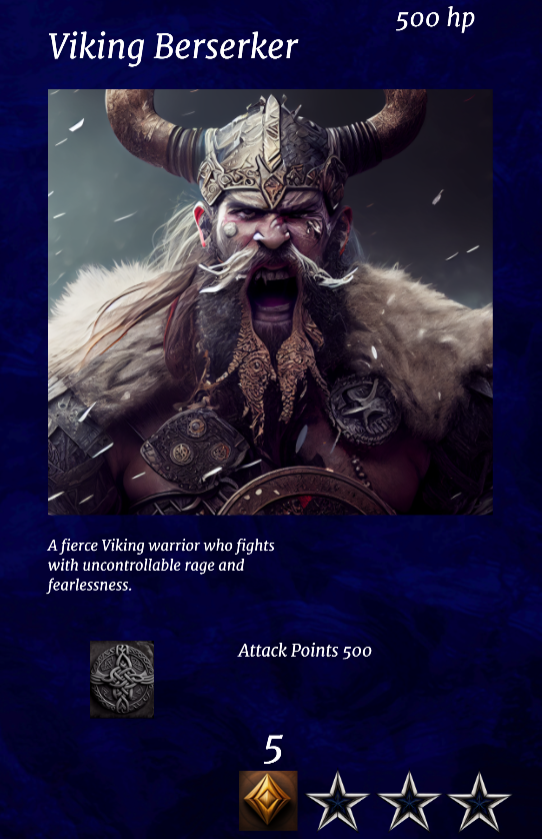 500 hp
Viking Berserker
A fierce Viking warrior who fights
with uncontrollable rage and
fearlessness.
Attack Points 500
5